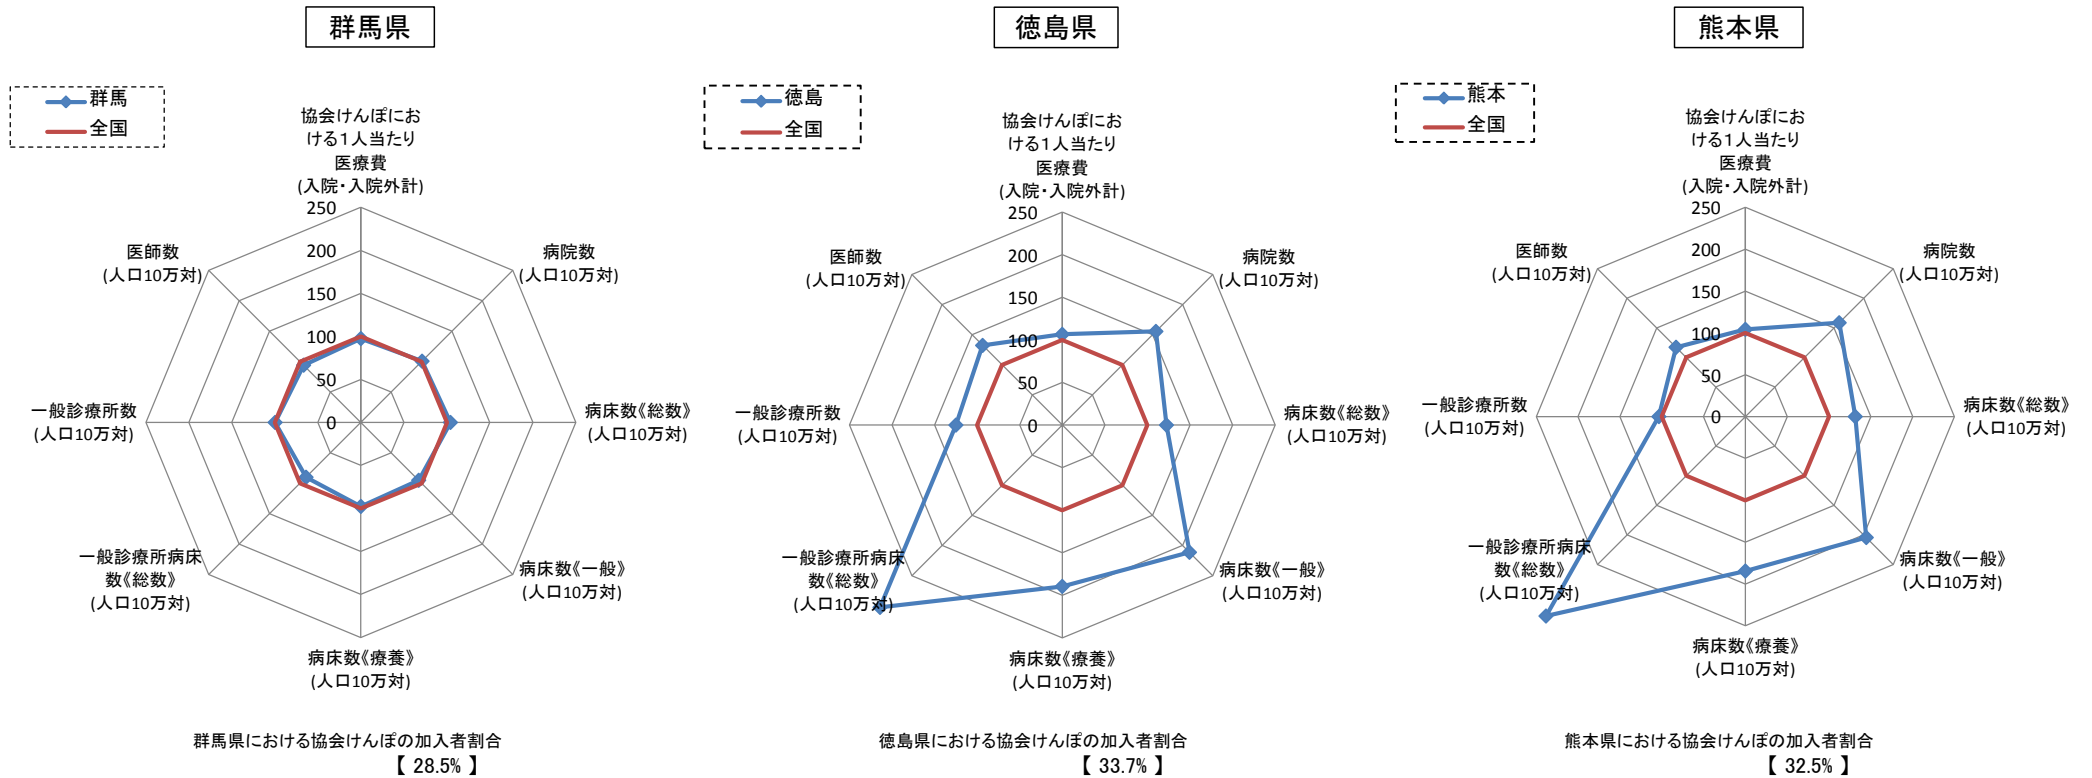 群馬県
群馬
全国
協会けんぽにお
ける1人当たり
医療費
(入院・入院外計)
250
200
150
100
50
0
病院数
(人口10万対)
病床数《総数》
(人口10万対)
病床数《一般》
(人口10万対)
病床数《療養》
(人口10万対)
一般診療所病床
数《総数》
(人口10万対)
一般診療所数
(人口10万対)
医師数
(人口10万対)
群馬県における協会けんぽの加入者割合
【 28.5% 】
徳島県
徳島
全国
協会けんぽにお
ける1人当たり
医療費
(入院・入院外計)
250
200
150
100
50
0
病院数
(人口10万対)
病床数《総数》
(人口10万対)
病床数《一般》
(人口10万対)
病床数《療養》
(人口10万対)
一般診療所病床
数《総数》
(人口10万対)
一般診療所数
(人口10万対)
医師数
(人口10万対)
徳島県における協会けんぽの加入者割合
【 33.7% 】
熊本県
熊本
全国
協会けんぽにお
ける1人当たり
医療費
(入院・入院外計)
250
200
150
100
50
0
病院数
(人口10万対)
病床数《総数》
(人口10万対)
病床数《一般》
(人口10万対)
病床数《療養》
(人口10万対)
一般診療所病床
数《総数》
(人口10万対)
一般診療所数
(人口10万対)
医師数
(人口10万対)
熊本県における協会けんぽの加入者割合
【 32.5% 】